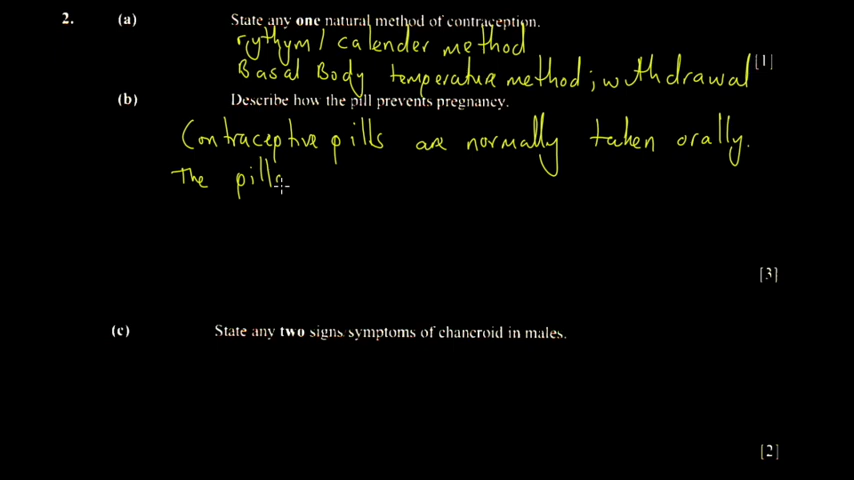 2. (a) State any one natural method of contraception.
rythym / calender method
Basal Body temperature method; withdrawal [1]
(b) Describe how the pill prevents pregnancy.
Contraceptive pills are normally taken orally.
The pills
[3]
(c) State any two signs/symptoms of chancroid in males.
[2]